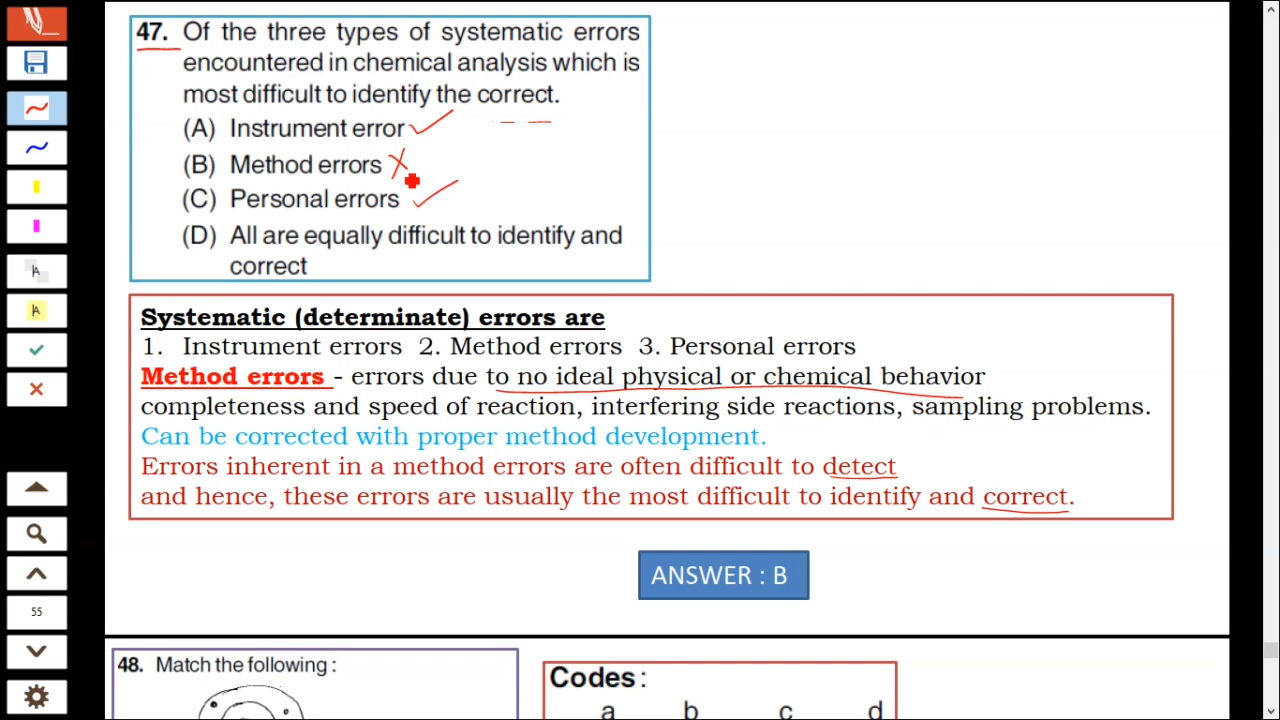 47. Of the three types of systematic errors
encountered in chemical analysis which is
most difficult to identify the correct.
(A) Instrument error
(B) Method errors
(C) Personal errors
(D) All are equally difficult to identify and
correct
Systematic (determinate) errors are
1. Instrument errors 2. Method errors 3. Personal errors
Method errors - errors due to no ideal physical or chemical behavior
completeness and speed of reaction, interfering side reactions, sampling problems.
Can be corrected with proper method development.
Errors inherent in a method errors are often difficult to detect
and hence, these errors are usually the most difficult to identify and correct.
ANSWER : B
55
48. Match the following :
Codes :
a b c d